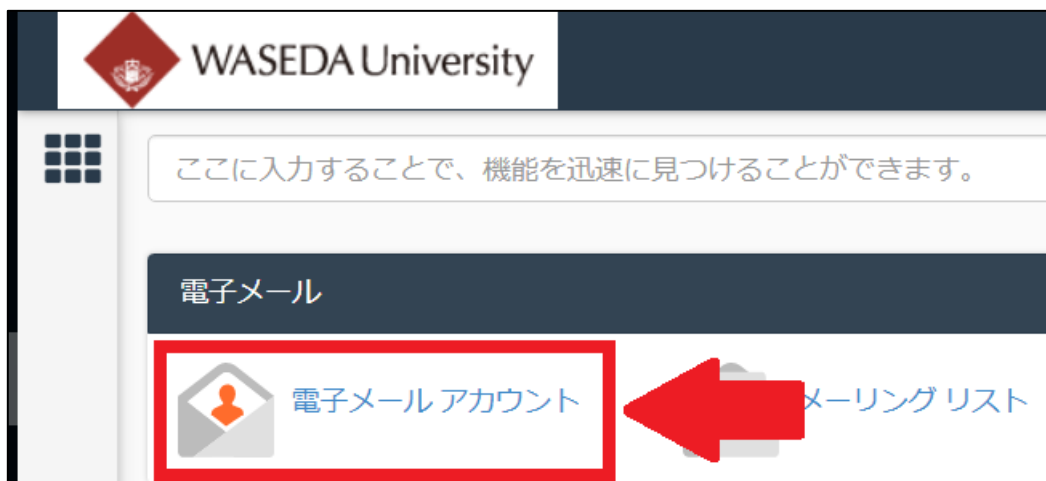 WASEDA University
ここに入力することで、機能を迅速に見つけることができます。
電子メール
電子メール アカウント
メーリング リスト